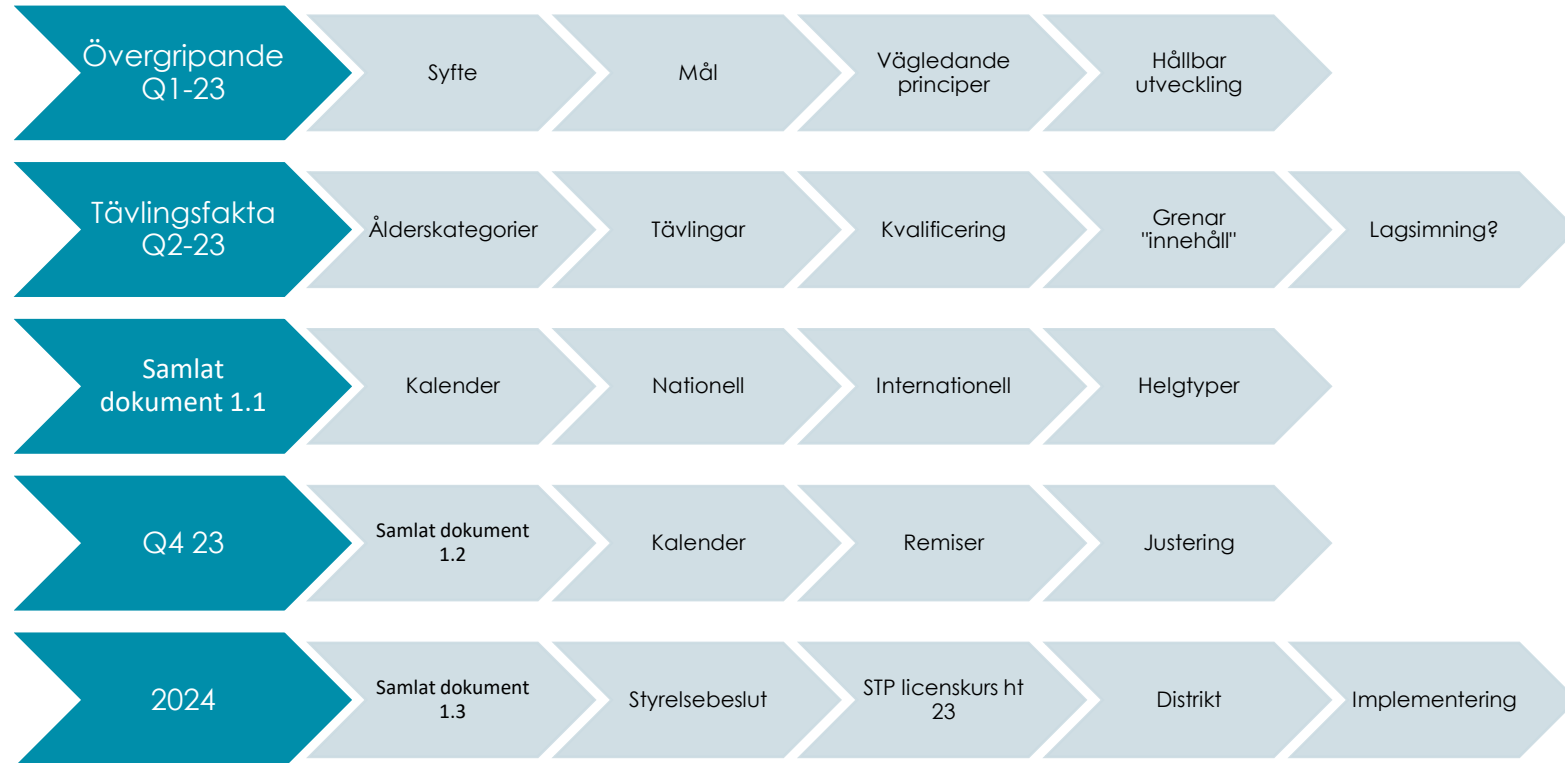 Övergripande
Q1-23
Syfte
Mål
Vägledande
principer
Hållbar
utveckling
Tävlingsfakta
Q2-23
Ålderskategorier
Tävlingar
Kvalificering
Grenar
"innehåll"
Lagsimning?
Samlat
dokument 1.1
Kalender
Nationell
Internationell
Helgtyper
Q4 23
Samlat dokument
1.2
Kalender
Remiser
Justering
2024
Samlat dokument
1.3
Styrelsebeslut
STP licenskurs ht
23
Distrikt
Implementering